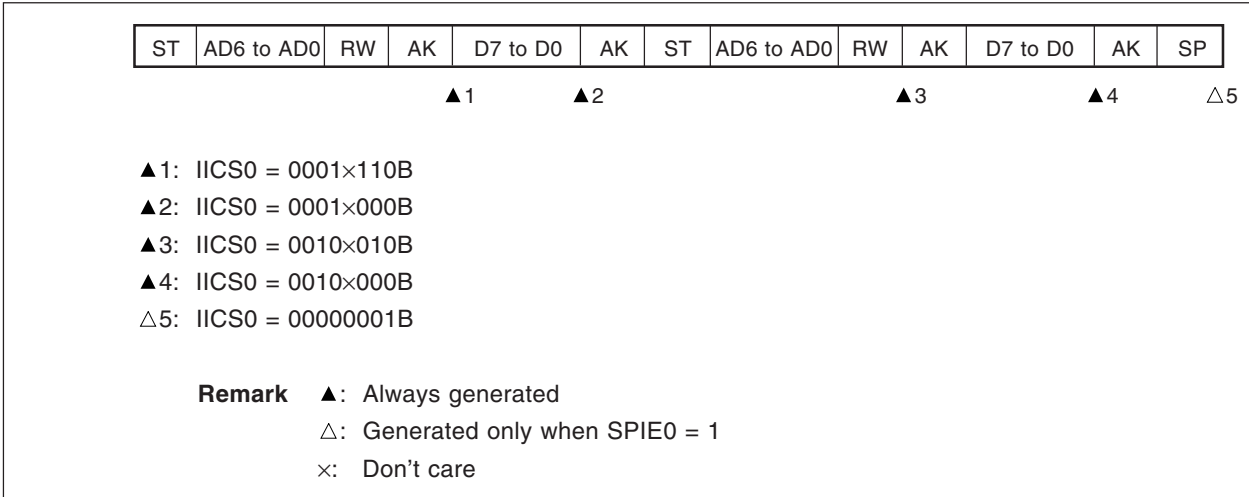 ST AD6 to AD0 RW AK D7 to D0 AK ST AD6 to AD0 RW AK D7 to D0 AK SP
▲1 ▲2 ▲3 ▲4 △5
▲1: IICS0 = 0001×110B
▲2: IICS0 = 0001×000B
▲3: IICS0 = 0010×010B
▲4: IICS0 = 0010×000B
△5: IICS0 = 00000001B
Remark ▲: Always generated
△: Generated only when SPIE0 = 1
×: Don't care